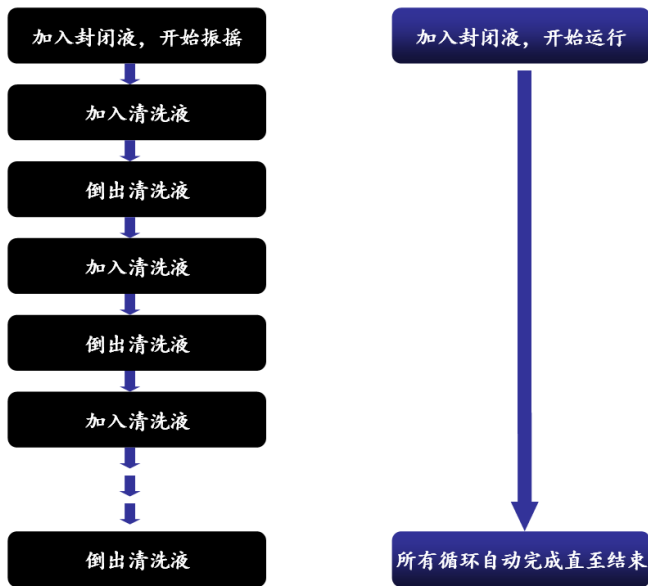 加入封闭液，开始振摇
加入清洗液
倒出清洗液
加入清洗液
倒出清洗液
加入清洗液
倒出清洗液
加入封闭液，开始运行
所有循环自动完成直至结束